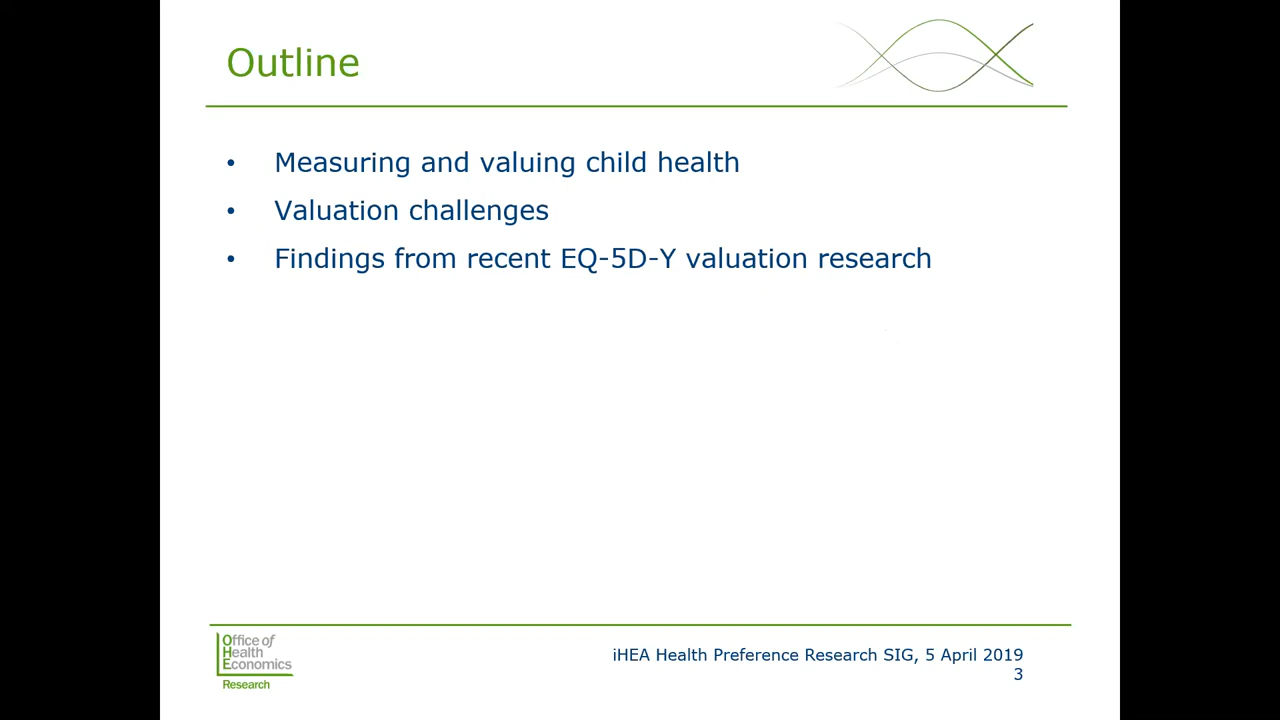 Outline
• Measuring and valuing child health
• Valuation challenges
• Findings from recent EQ-5D-Y valuation research
Office of
Health
Economics
Research
iHEA Health Preference Research SIG, 5 April 2019
3